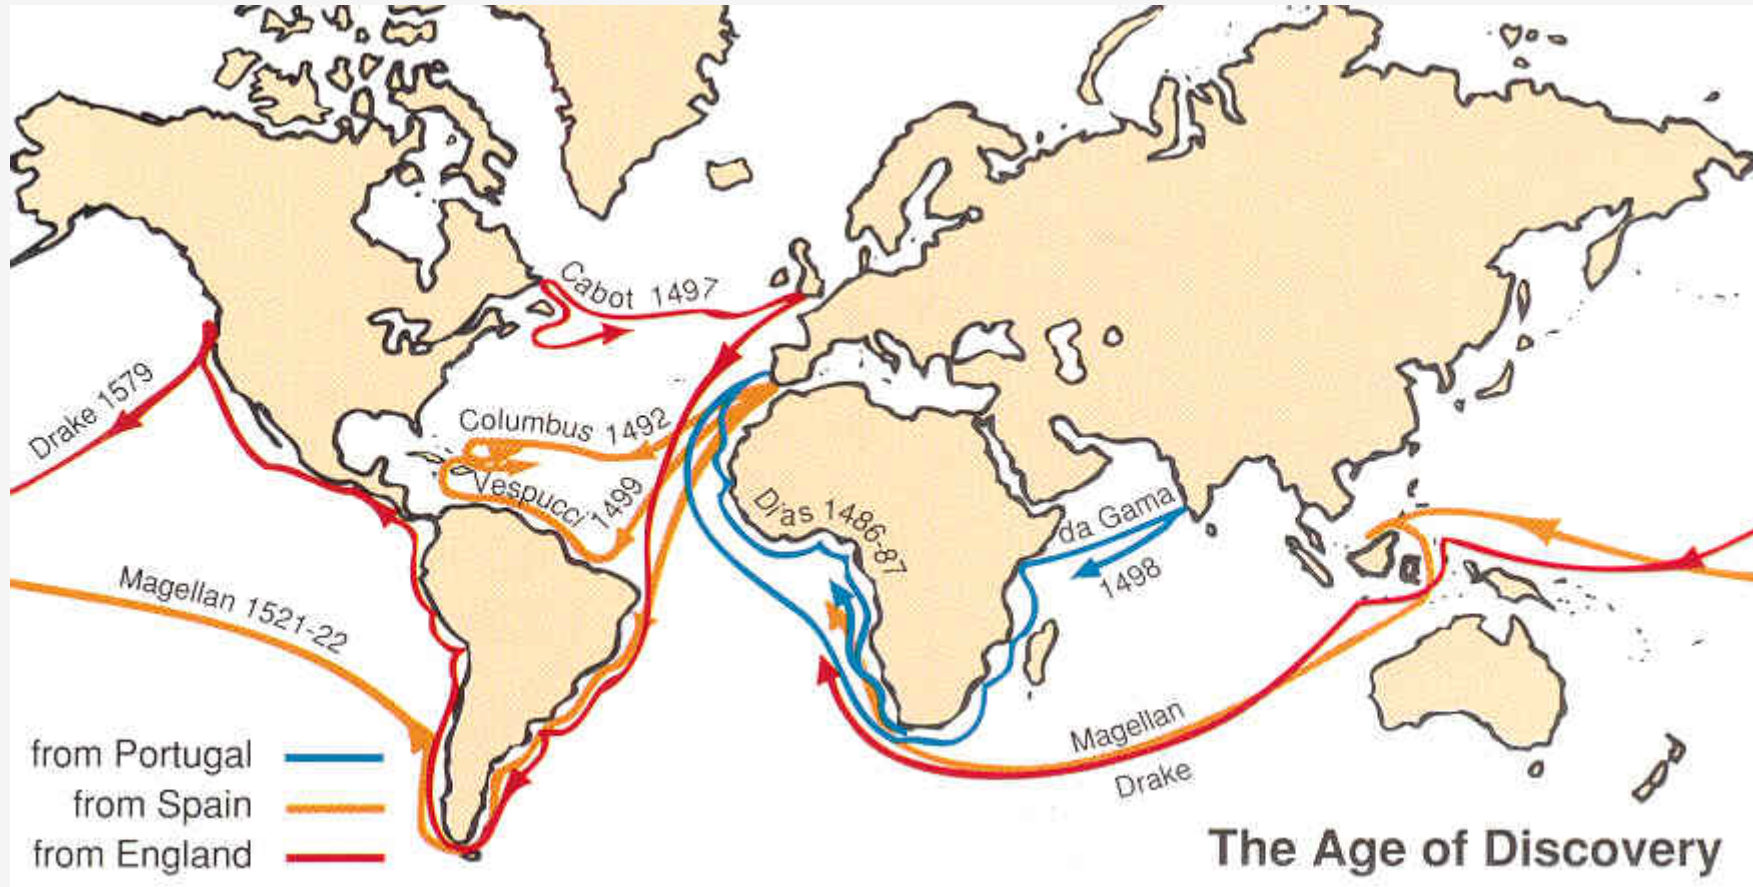 Cabot 1497
Drake 1579
Columbus 1492
Vespucci 1499
Dias 1486-87
da Gama
1498
Magellan 1521-22
Magellan
Drake
from Portugal
from Spain
from England
The Age of Discovery